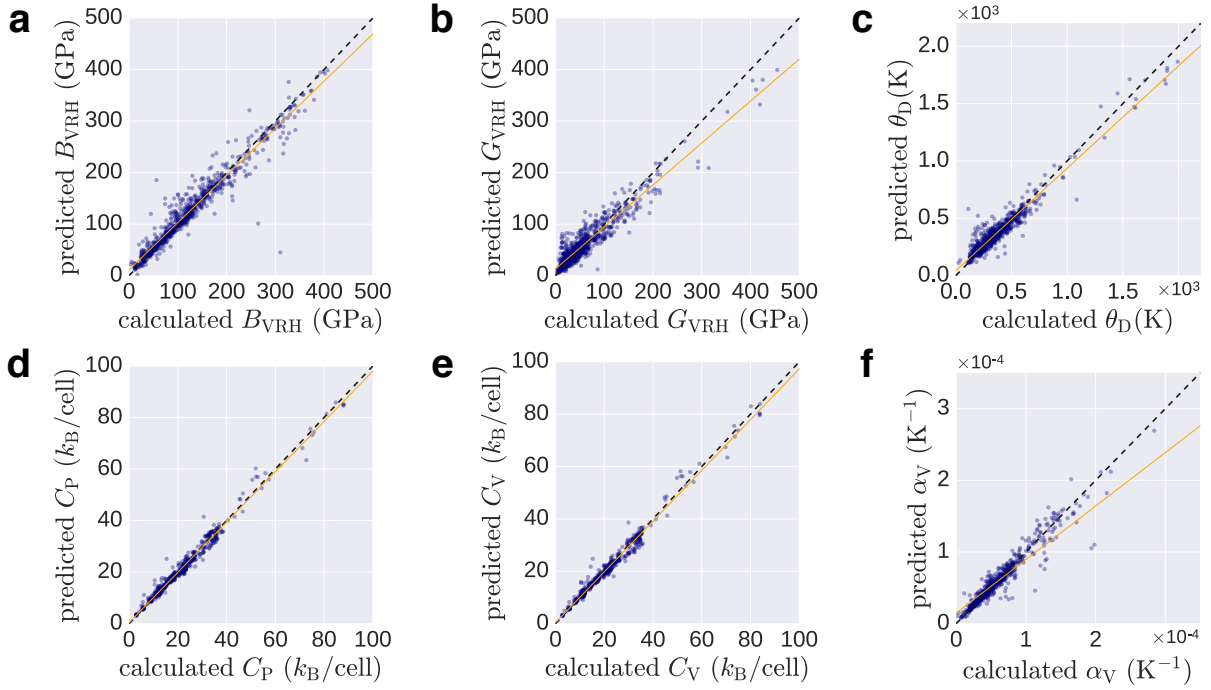 a
500
400
300
200
100
0
predicted B_VRH (GPa)
0 100 200 300 400 500
calculated B_VRH (GPa)
b
500
400
300
200
100
0
predicted G_VRH (GPa)
0 100 200 300 400 500
calculated G_VRH (GPa)
c
×10³
2.0
1.5
1.0
0.5
0.0
predicted θ_D(K)
0.0 0.5 1.0 1.5
×10³
calculated θ_D(K)
d
100
80
60
40
20
0
predicted C_P (k_B/cell)
0 20 40 60 80 100
calculated C_P (k_B/cell)
e
100
80
60
40
20
0
predicted C_V (k_B/cell)
0 20 40 60 80 100
calculated C_V (k_B/cell)
f
×10⁻⁴
3
2
1
0
predicted α_V (K⁻¹)
0 1 2
×10⁻⁴
calculated α_V (K⁻¹)